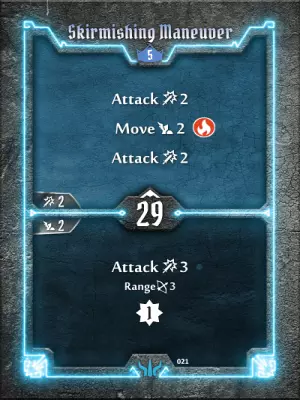 Skirmishing Maneuver
5
Attack 2
Move 2
Attack 2
2
29
2
Attack 3
Range 3
1
021